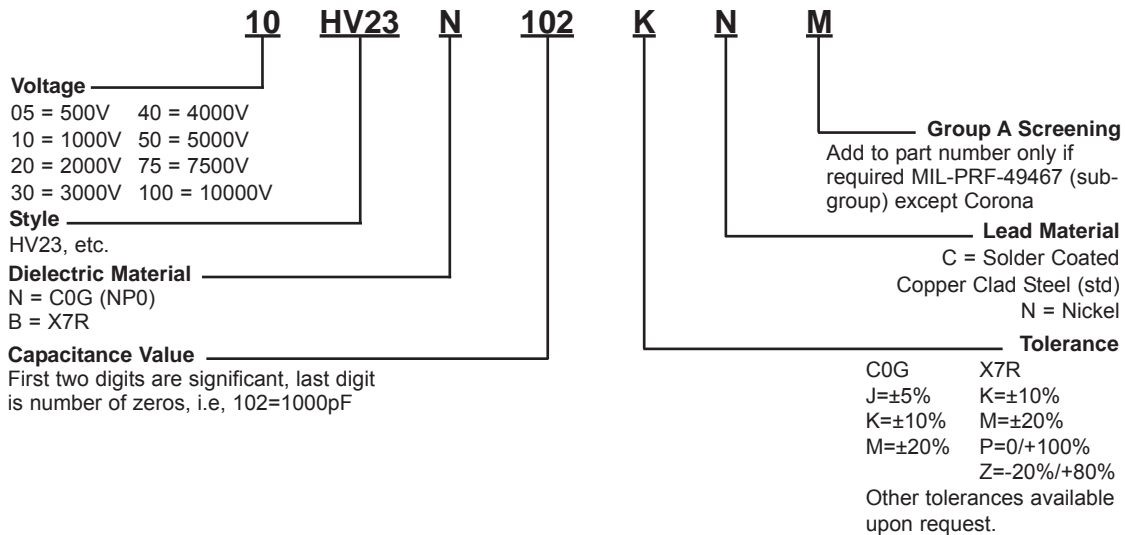 10 HV23 N 102 K N M
Voltage
05 = 500V 40 = 4000V
10 = 1000V 50 = 5000V
20 = 2000V 75 = 7500V
30 = 3000V 100 = 10000V
Style
HV23, etc.
Dielectric Material
N = C0G (NP0)
B = X7R
Capacitance Value
First two digits are significant, last digit
is number of zeros, i.e, 102=1000pF
Group A Screening
Add to part number only if
required MIL-PRF-49467 (sub-
group) except Corona
Lead Material
C = Solder Coated
Copper Clad Steel (std)
N = Nickel
Tolerance
C0G X7R
J=±5% K=±10%
K=±10% M=±20%
M=±20% P=0/+100%
Z=-20%/+80%
Other tolerances available
upon request.